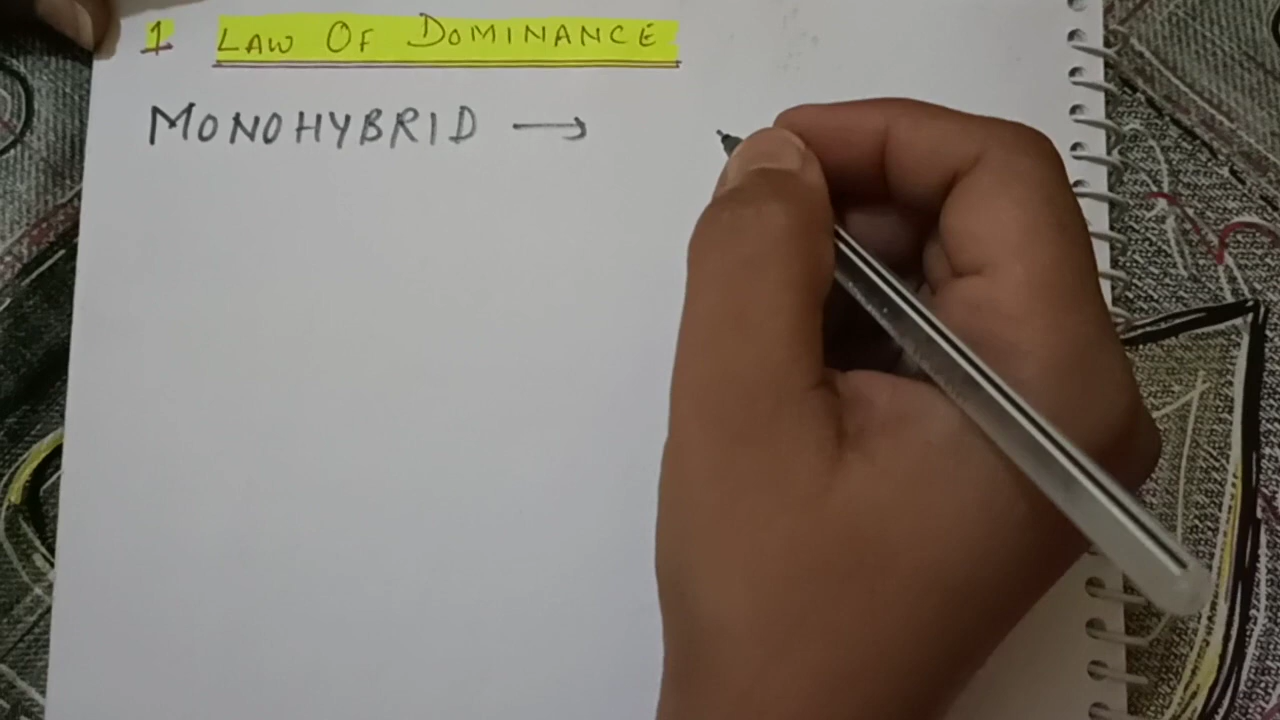 1 LAW OF DOMINANCE
MONOHYBRID →